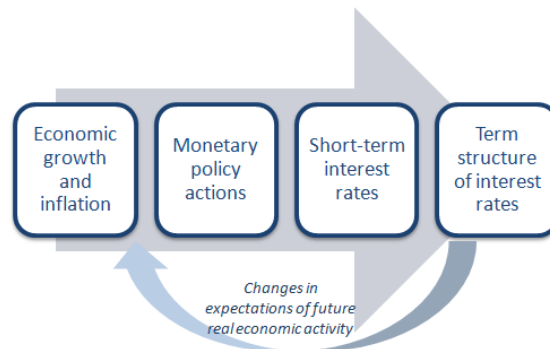 Economic
growth
and
inflation
Monetary
policy
actions
Short-term
interest
rates
Term
structure
of interest
rates
Changes in
expectations of future
real economic activity